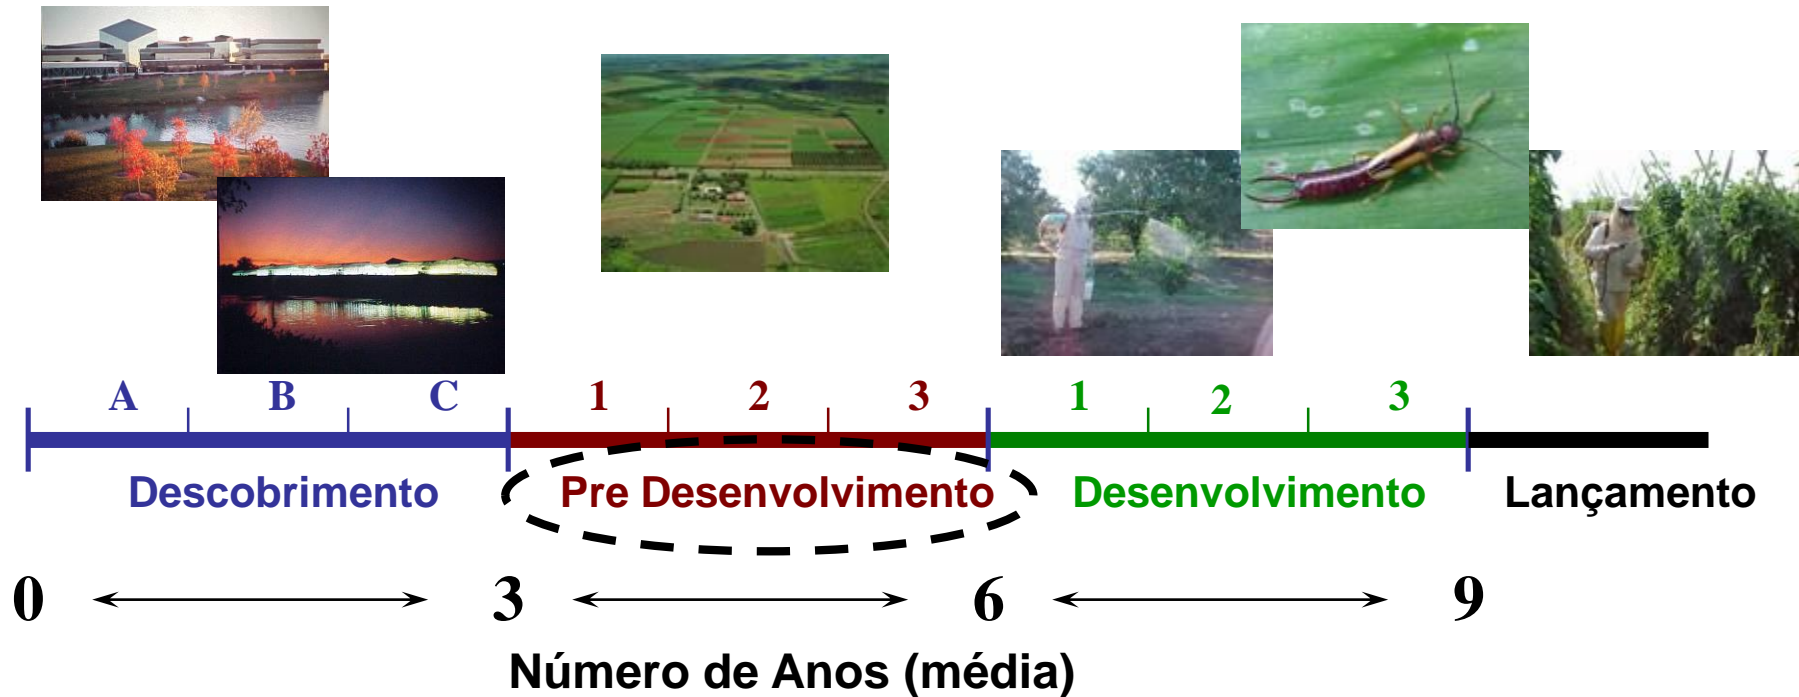 A B C 1 2 3 1 2 3
Descobrimento Pre Desenvolvimento Desenvolvimento Lançamento
0 3 6 9
Número de Anos (média)